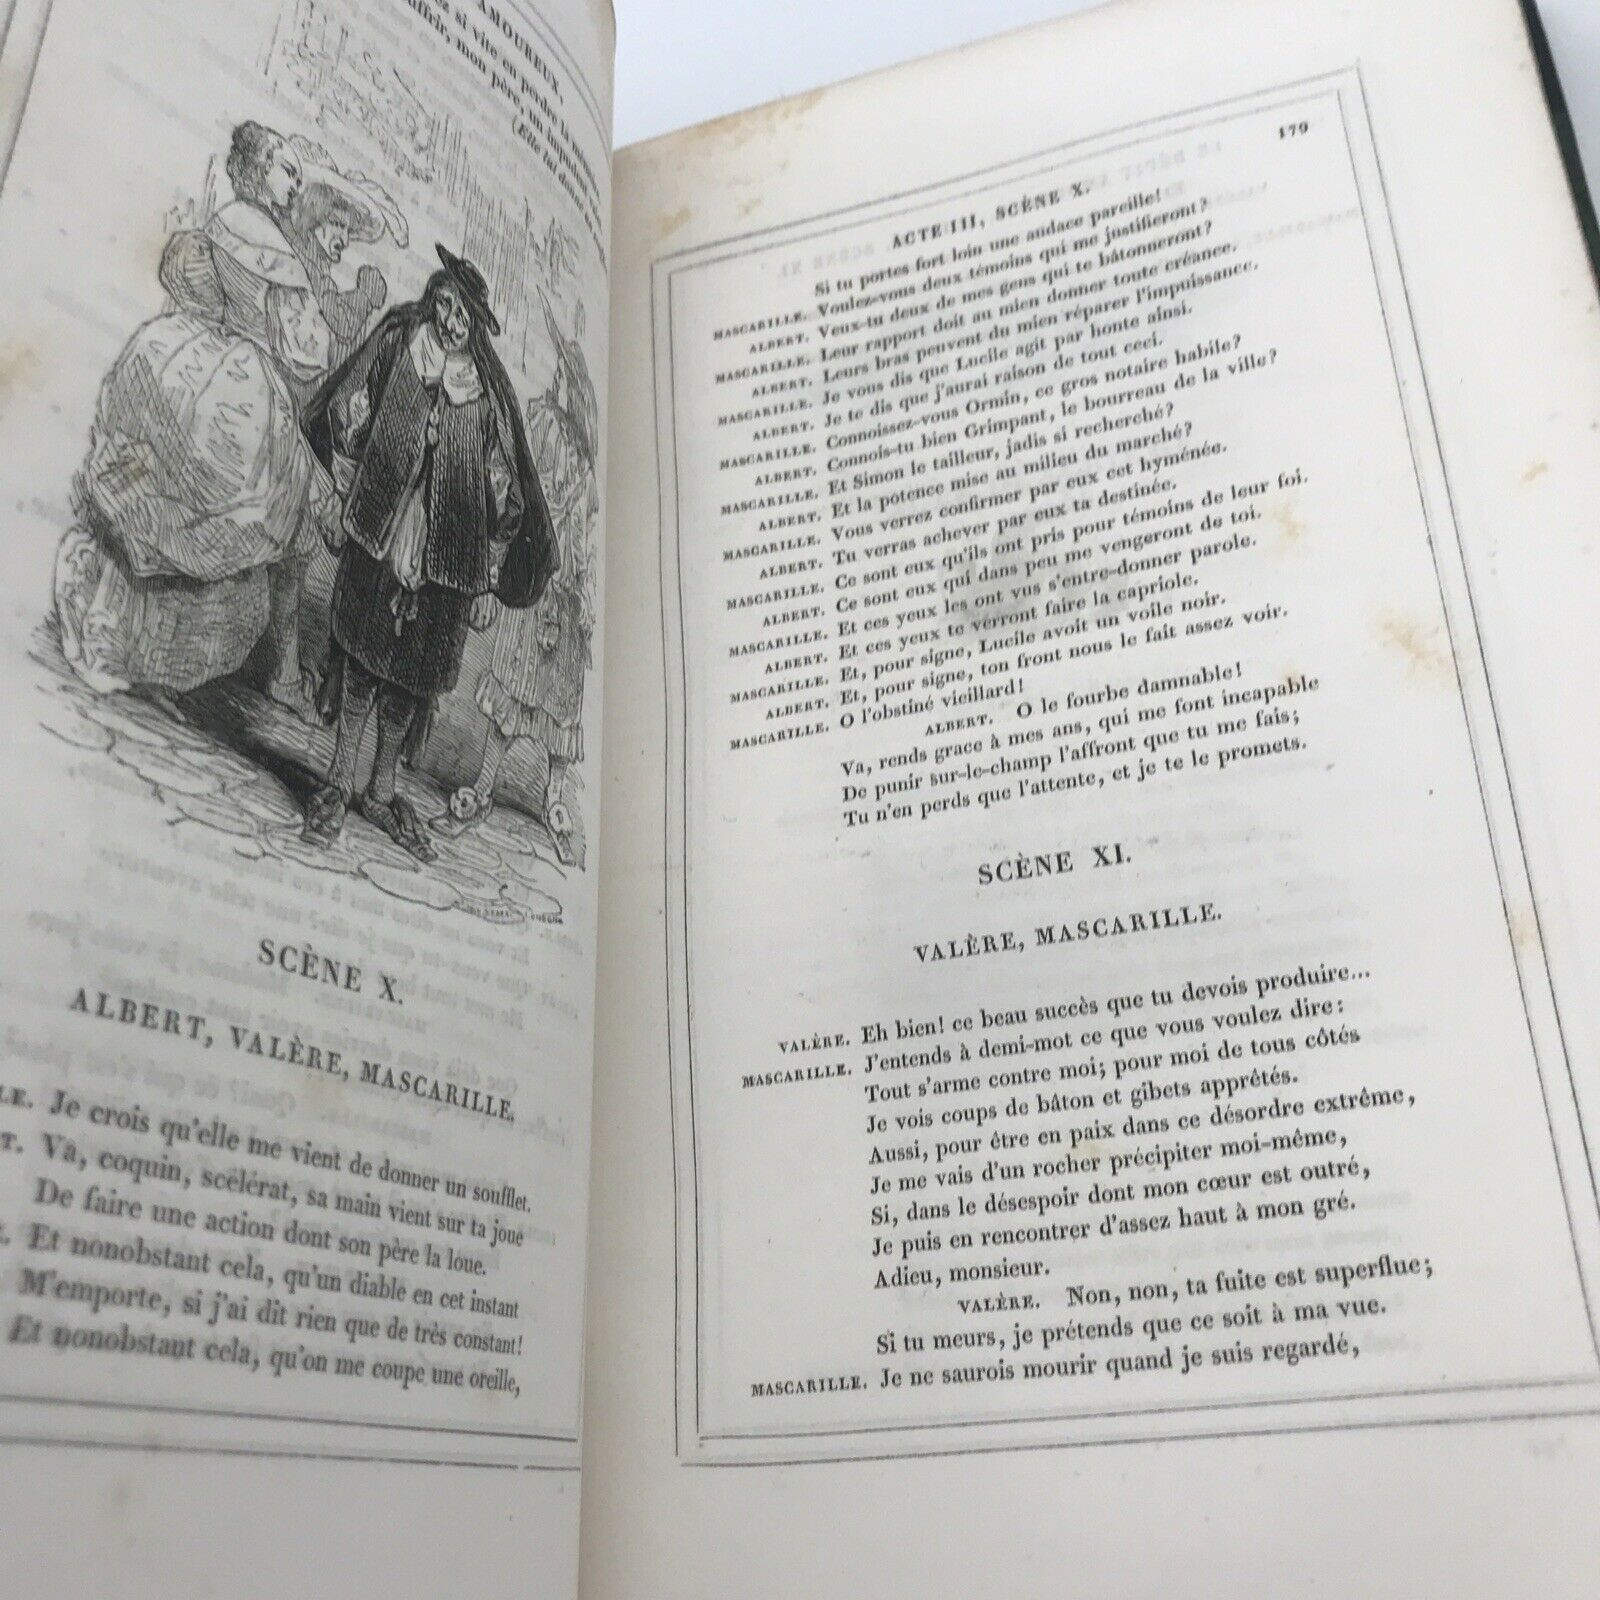 AMOUREUX.
si vite en perdre la mémoire
mon père, un impulsion
(Elle lui donne
SCÈNE X.
ALBERT, VALÈRE, MASCARILLE.
LE. Je crois qu'elle me vient de donner un soufflet.
T. Va, coquin, scélérat, sa main vient sur ta joue
De faire une action dont son père la loue.
Et nonobstant cela, qu'un diable en cet instant
M'emporte, si j'ai dit rien que de très constant!
Et nonobstant cela, qu'on me coupe une oreille,
179
ACTE III, SCÈNE X.
Si tu portes fort loin une audace pareille!
MASCARILLE. Voulez-vous deux témoins qui me justifieront?
ALBERT. Veux-tu deux de mes gens qui te bâtonneront?
MASCARILLE. Leur rapport doit au mien donner toute créance.
ALBERT. Leurs bras peuvent du mien réparer l'impuissance.
MASCARILLE. Je vous dis que Lucile agit par honte ainsi.
ALBERT. Je te dis que j'aurai raison de tout ceci.
MASCARILLE. Connoissez-vous Ormin, ce gros notaire habile?
ALBERT. Connois-tu bien Grimpant, le bourreau de la ville?
MASCARILLE. Et Simon le tailleur, jadis si recherché?
ALBERT. Et la potence mise au milieu du marché?
MASCARILLE. Vous verrez confirmer par eux cet hyménée.
ALBERT. Tu verras achever par eux ta destinée.
MASCARILLE. Ce sont eux qu'ils ont pris pour témoins de leur foi.
ALBERT. Ce sont eux qui dans peu me vengeront de toi.
MASCARILLE. Et ces yeux les ont vus s'entre-donner parole.
ALBERT. Et ces yeux te verront faire la capriole.
MASCARILLE. Et, pour signe, Lucile avoit un voile noir.
ALBERT. Et, pour signe, ton front nous le fait assez voir.
MASCARILLE. O l'obstiné vieillard!
ALBERT. O le fourbe damnable!
Va, rends grace à mes ans, qui me font incapable
De punir sur-le-champ l'affront que tu me fais;
Tu n'en perds que l'attente, et je te le promets.
SCÈNE XI.
VALÈRE, MASCARILLE.
VALÈRE. Eh bien! ce beau succès que tu devois produire...
MASCARILLE. J'entends à demi-mot ce que vous voulez dire:
Tout s'arme contre moi; pour moi de tous côtés
Je vois coups de bâton et gibets apprêtés.
Aussi, pour être en paix dans ce désordre extrême,
Je me vais d'un rocher précipiter moi-même,
Si, dans le désespoir dont mon cœur est outré,
Je puis en rencontrer d'assez haut à mon gré.
Adieu, monsieur.
VALÈRE. Non, non, ta fuite est superflue;
Si tu meurs, je prétends que ce soit à ma vue.
MASCARILLE. Je ne saurois mourir quand je suis regardé,